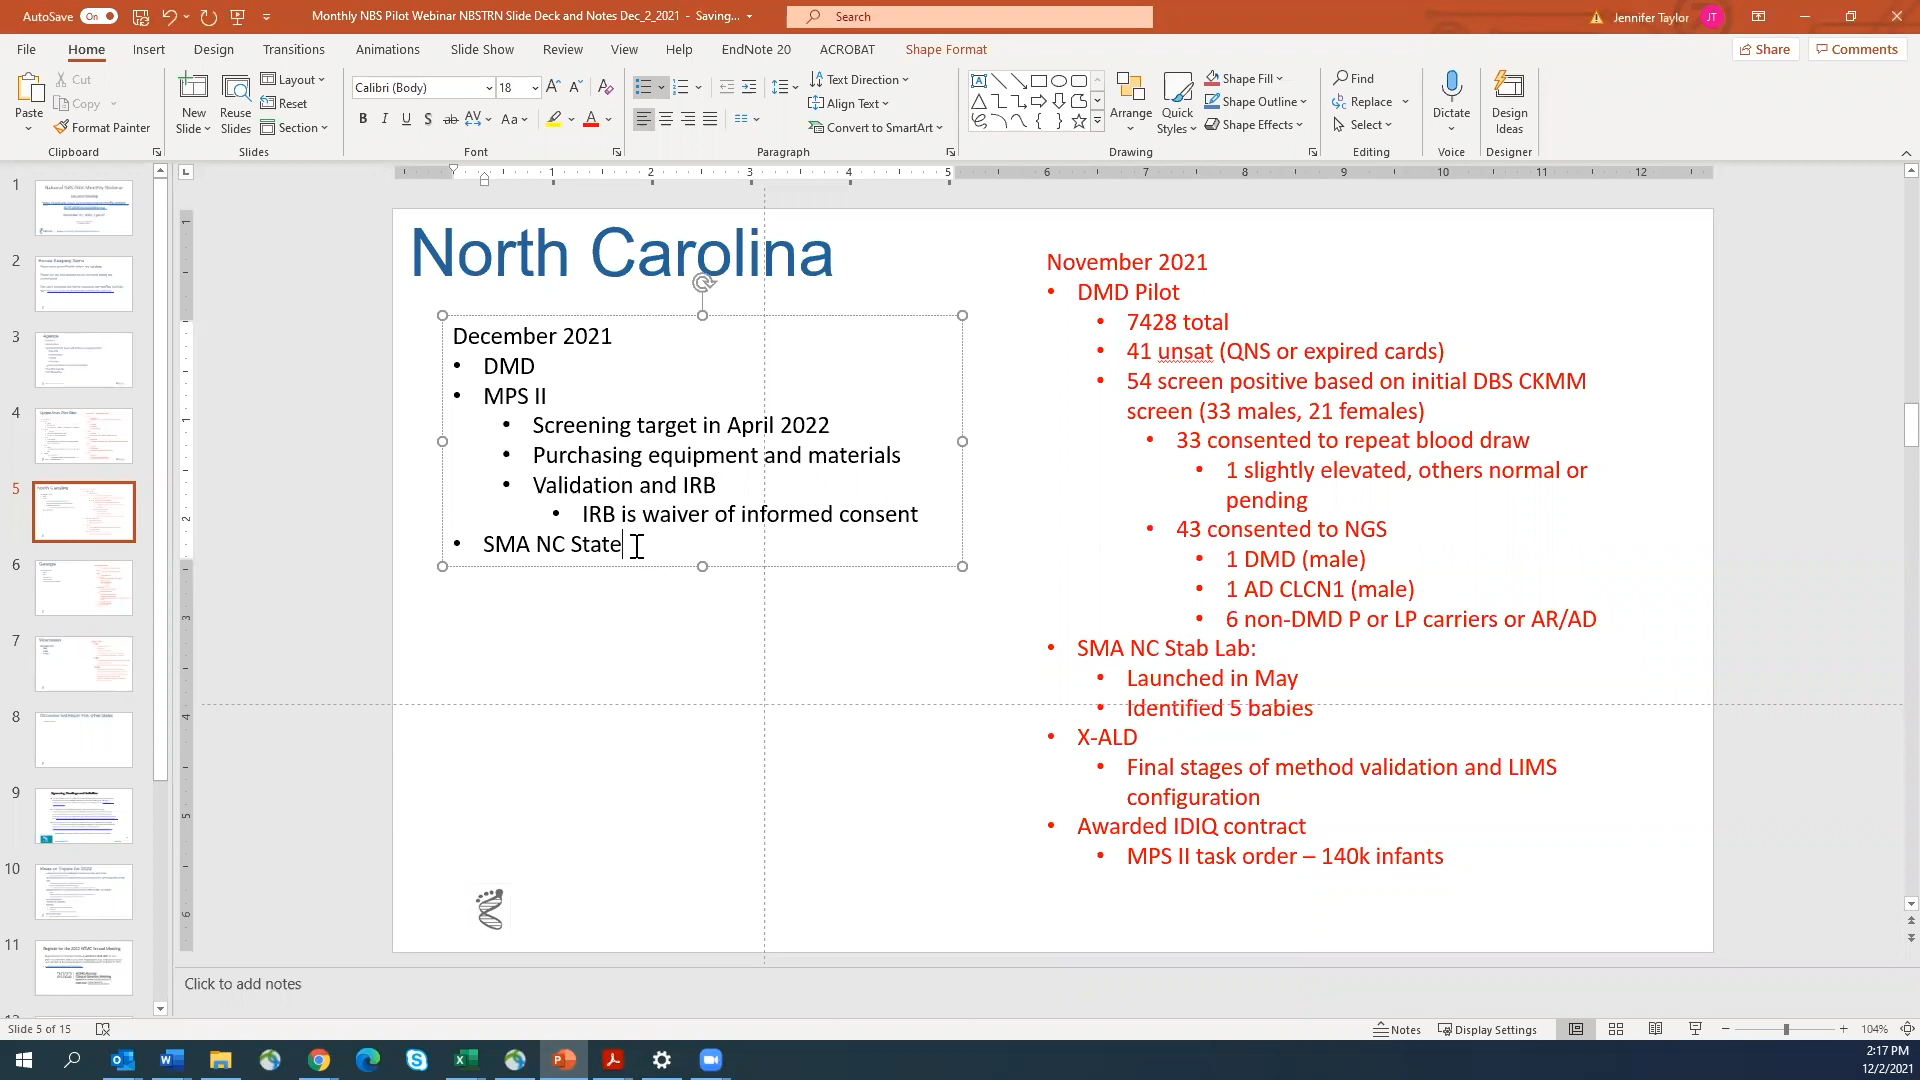 AutoSave On
Monthly NBS Pilot Webinar NBSTRN Slide Deck and Notes Dec_2_2021 - Saving...
Search
Jennifer Taylor JT
File Home Insert Design Transitions Animations Slide Show Review View Help EndNote 20 ACROBAT Shape Format
Share Comments
Paste
Cut
Copy
Format Painter
Clipboard
New Slide
Reuse Slides
Layout
Reset
Section
Slides
Calibri (Body) 18
Font
Text Direction
Align Text
Convert to SmartArt
Paragraph
Arrange
Quick Styles
Shape Fill
Shape Outline
Shape Effects
Drawing
Find
Replace
Select
Editing
Dictate
Voice
Design Ideas
Designer
North Carolina
December 2021
• DMD
• MPS II
• Screening target in April 2022
• Purchasing equipment and materials
• Validation and IRB
• IRB is waiver of informed consent
• SMA NC State
November 2021
• DMD Pilot
• 7428 total
• 41 unsat (QNS or expired cards)
• 54 screen positive based on initial DBS CKMM
screen (33 males, 21 females)
• 33 consented to repeat blood draw
• 1 slightly elevated, others normal or
pending
• 43 consented to NGS
• 1 DMD (male)
• 1 AD CLCN1 (male)
• 6 non-DMD P or LP carriers or AR/AD
• SMA NC Stab Lab:
• Launched in May
• Identified 5 babies
• X-ALD
• Final stages of method validation and LIMS
configuration
• Awarded IDIQ contract
• MPS II task order – 140k infants
1
2
3
4
5
6
7
8
9
10
11
Click to add notes
Slide 5 of 15
Notes Display Settings 104%
2:17 PM
12/2/2021